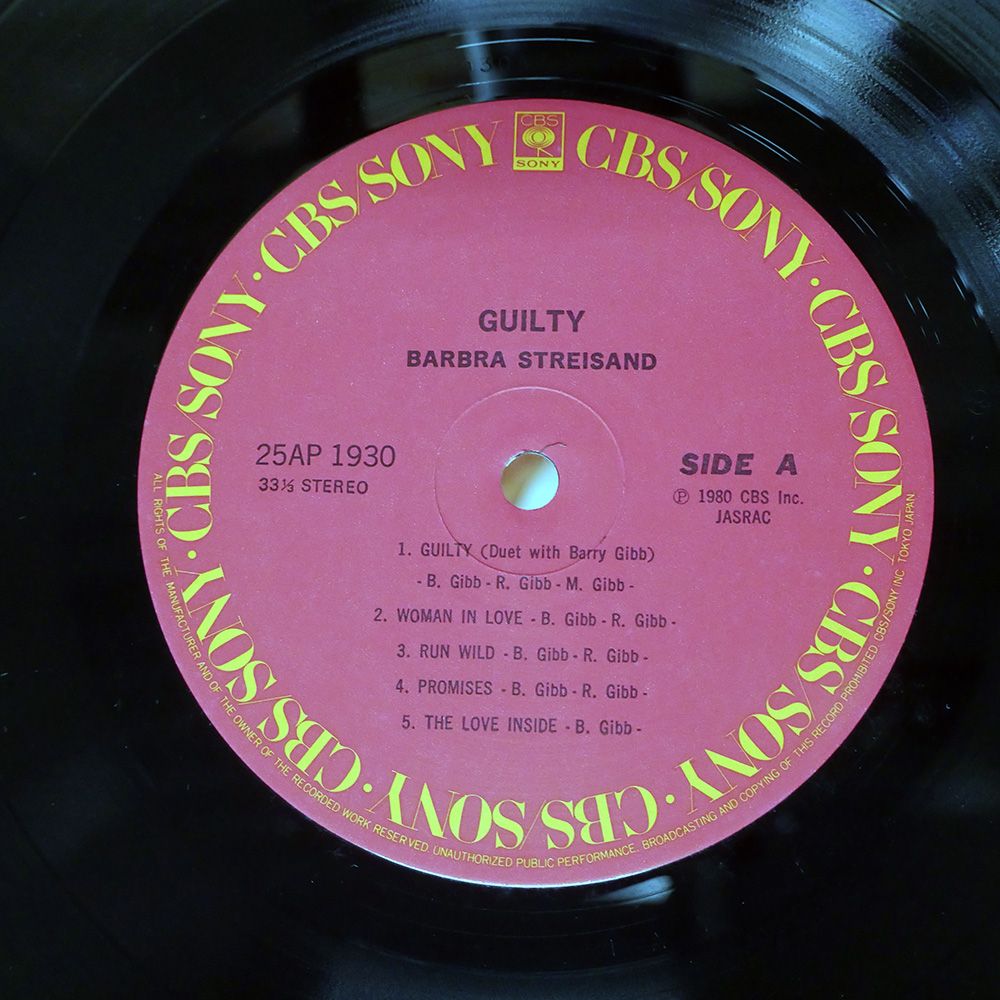 CBS
SONY
CBS/SONY · CBS/SONY · CBS/SONY · CBS/SONY · CBS/SONY · CBS/SONY · CBS/SONY · CBS/SONY · CBS/SONY · CBS/SONY
GUILTY
BARBRA STREISAND
25AP 1930
33⅓ STEREO
SIDE A
Ⓟ 1980 CBS Inc.
JASRAC
1. GUILTY (Duet with Barry Gibb)
- B. Gibb - R. Gibb - M. Gibb -
2. WOMAN IN LOVE - B. Gibb - R. Gibb -
3. RUN WILD - B. Gibb - R. Gibb -
4. PROMISES - B. Gibb - R. Gibb -
5. THE LOVE INSIDE - B. Gibb -
ALL RIGHTS OF THE MANUFACTURER AND OF THE OWNER OF THE RECORDED WORK RESERVED. UNAUTHORIZED PUBLIC PERFORMANCE. BROADCASTING AND COPYING OF THIS RECORD PROHIBITED CBS/SONY INC TOKYO JAPAN